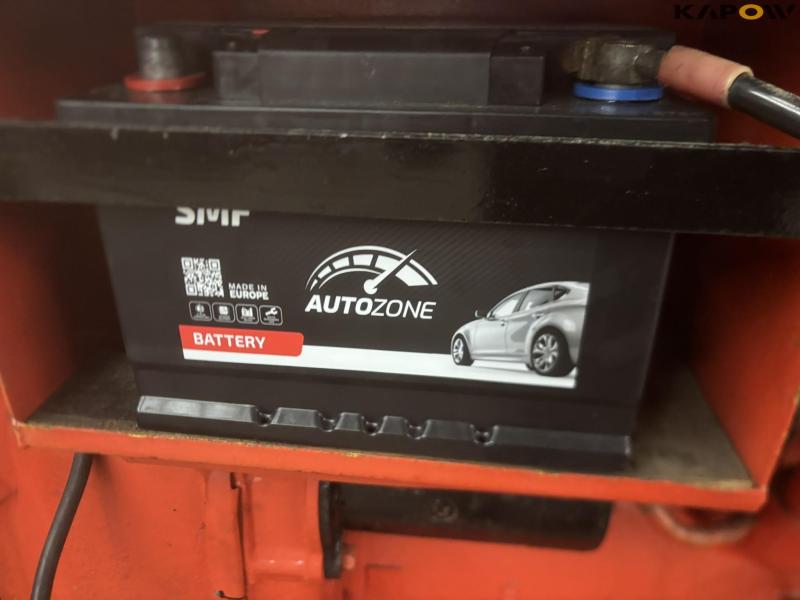 KAPOW
SMF
MADE IN
EUROPE
AUTOZONE
BATTERY